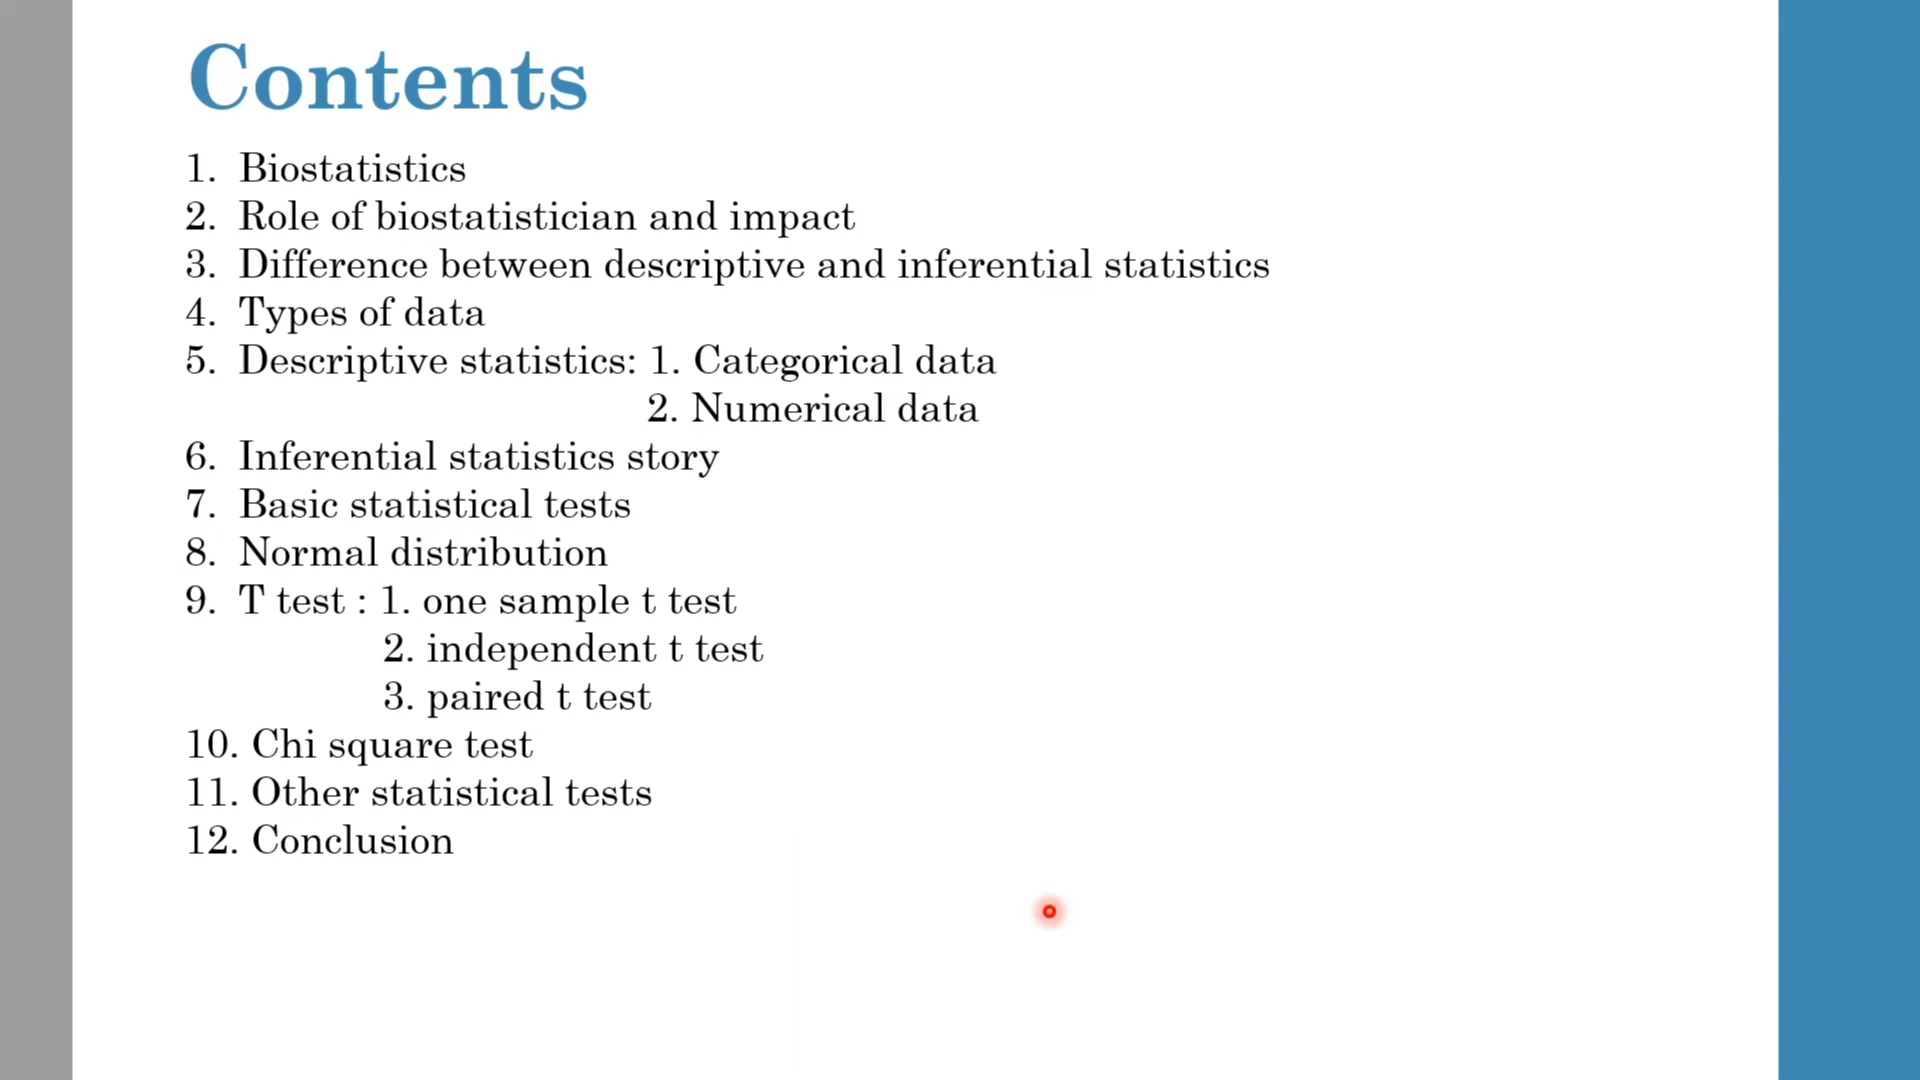 Contents
1. Biostatistics
2. Role of biostatistician and impact
3. Difference between descriptive and inferential statistics
4. Types of data
5. Descriptive statistics: 1. Categorical data
2. Numerical data
6. Inferential statistics story
7. Basic statistical tests
8. Normal distribution
9. T test : 1. one sample t test
2. independent t test
3. paired t test
10. Chi square test
11. Other statistical tests
12. Conclusion